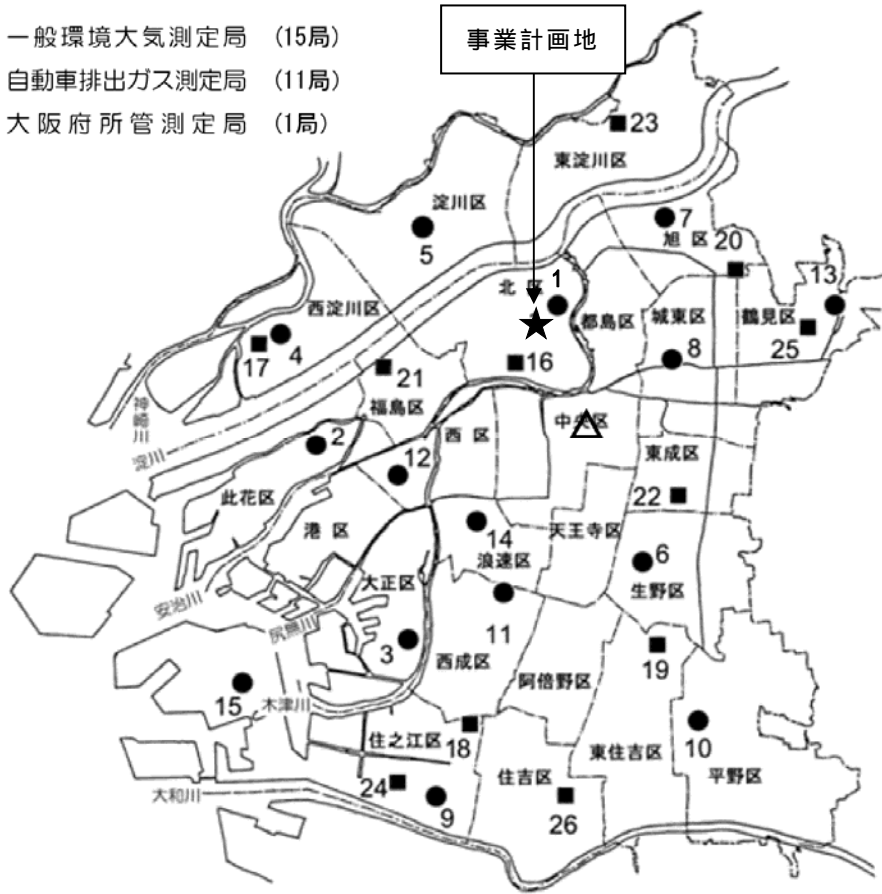 一般環境大気測定局 (15局)
自動車排出ガス測定局 (11局)
大阪府所管測定局 (1局)
事業計画地
23
東淀川区
淀川区
5
7
旭区
20
13
北区
1
西淀川区
都島区
城東区
鶴見区
4
17
16
8
25
21
福島区
神崎川
淀川
2
西区
中央区
12
東成区
此花区
22
港区
14
浪速区
天王寺区
6
生野区
安治川
大正区
尻無川
11
3
西成区
19
15
阿倍野区
木津川
住之江区
18
10
東住吉区
住吉区
平野区
大和川
24
9
26